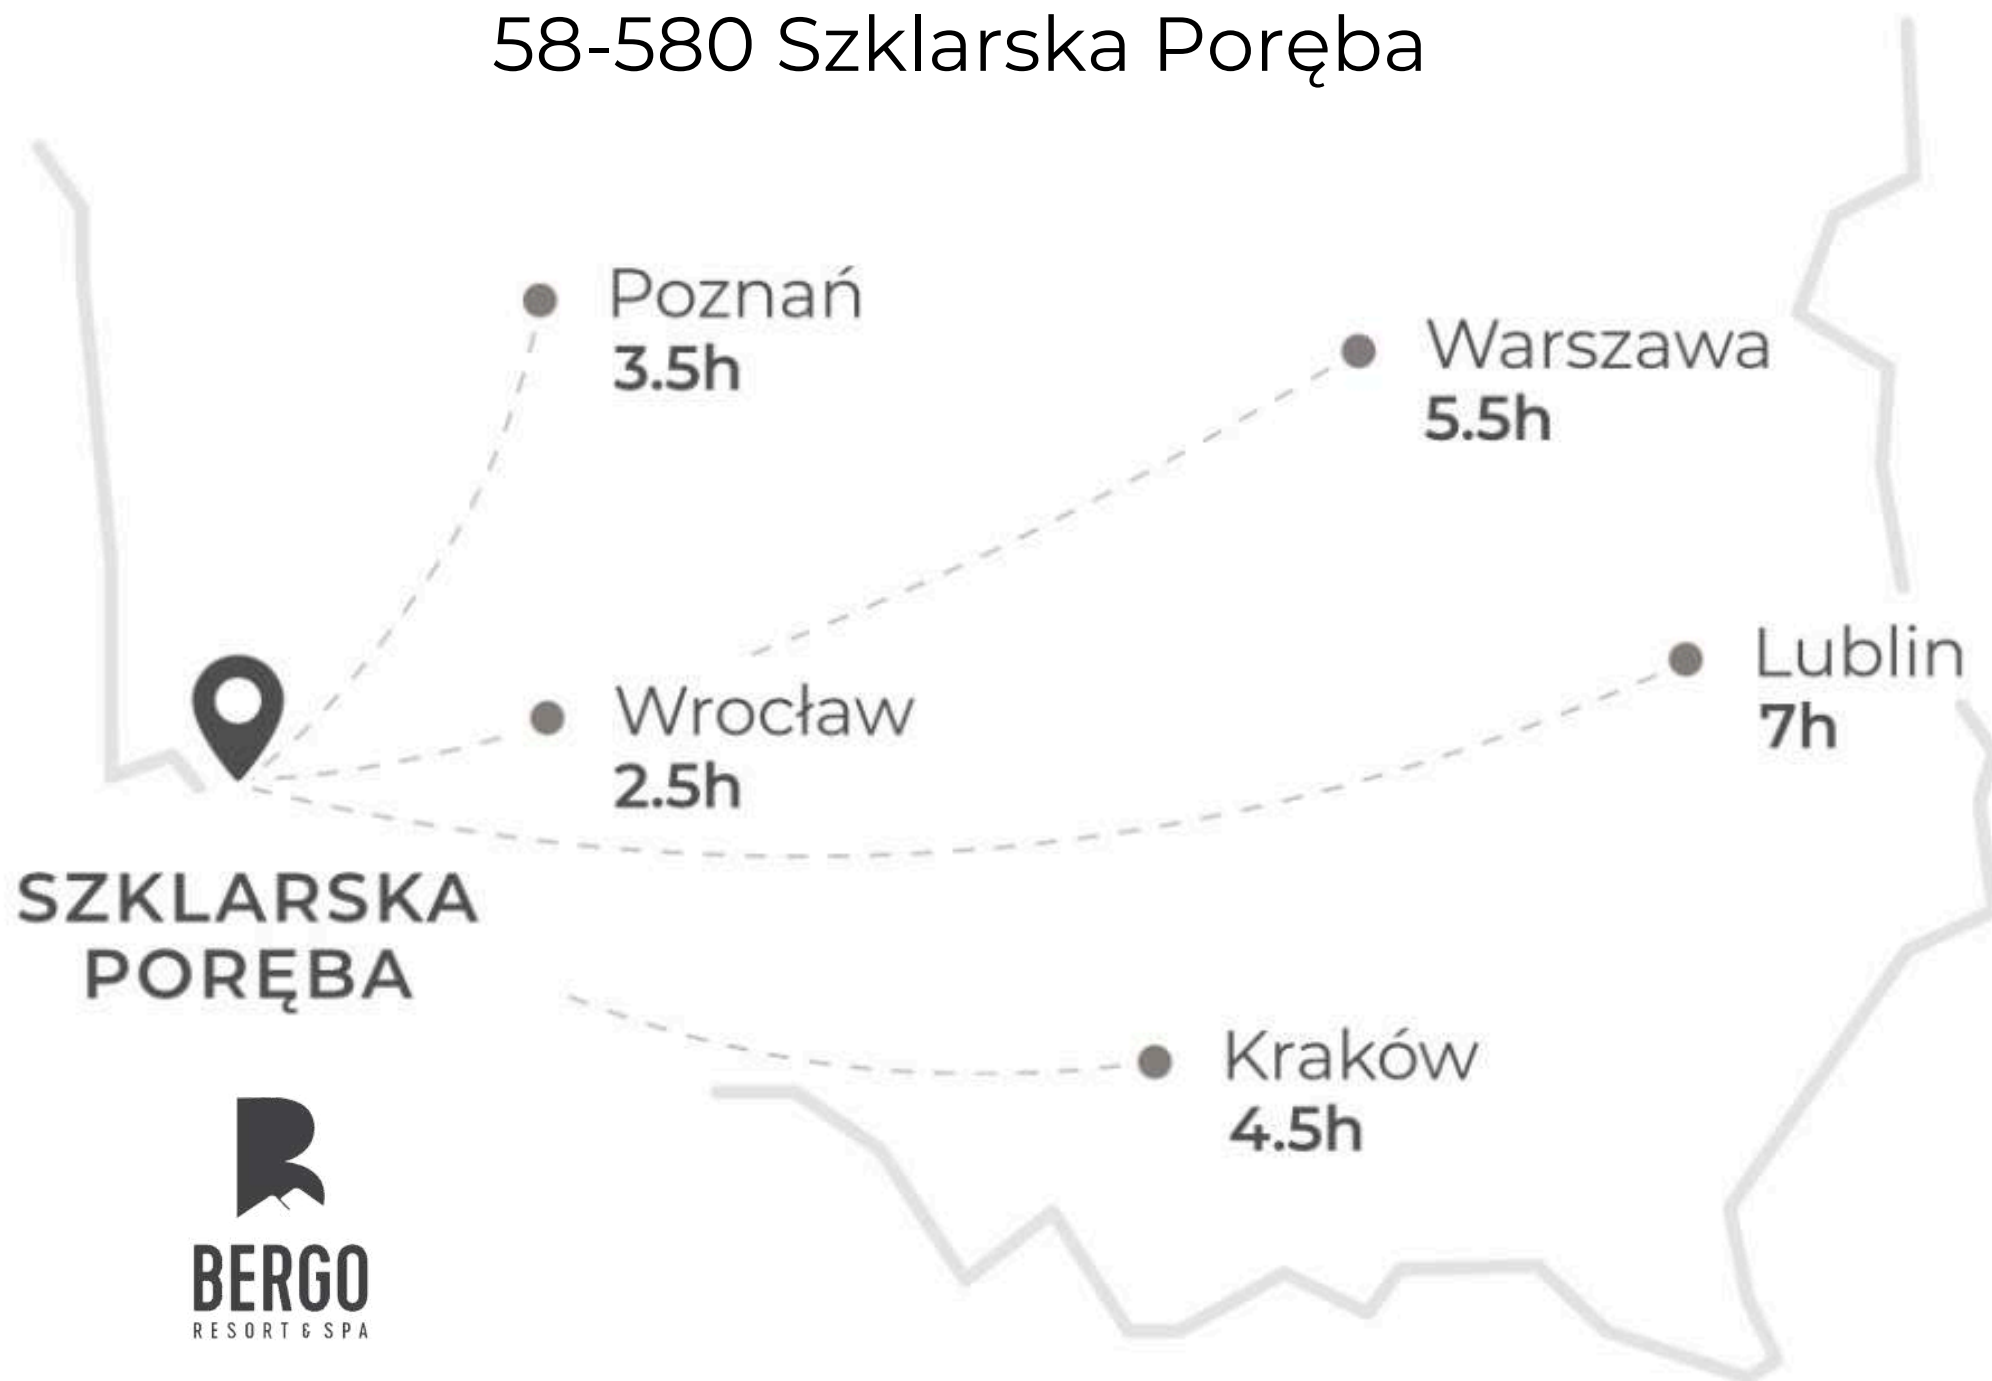 58-580 Szklarska Poręba
Poznań
3.5h
Warszawa
5.5h
Lublin
7h
Wrocław
2.5h
SZKLARSKA
PORĘBA
Kraków
4.5h
BERGO
RESORT & SPA